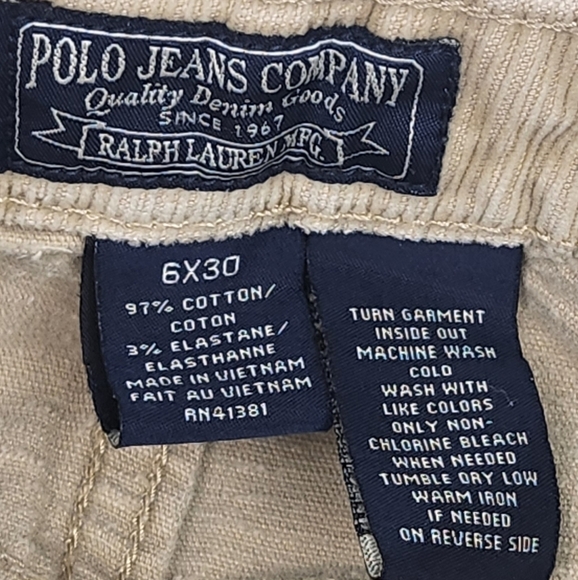 POLO JEANS COMPANY
Quality Denim Goods
SINCE 1967
RALPH LAUREN MFG.
6X30
97% COTTON/
COTON
3% ELASTANE/
ELASTHANNE
MADE IN VIETNAM
FAIT AU VIETNAM
RN41381
TURN GARMENT
INSIDE OUT
MACHINE WASH
COLD
WASH WITH
LIKE COLORS
ONLY NON-
CHLORINE BLEACH
WHEN NEEDED
TUMBLE DRY LOW
WARM IRON
IF NEEDED
ON REVERSE SIDE